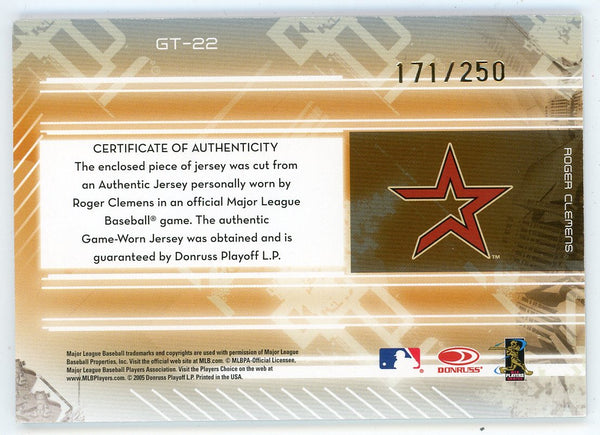 GT-22
171/250
CERTIFICATE OF AUTHENTICITY
The enclosed piece of jersey was cut from
an Authentic Jersey personally worn by
Roger Clemens in an official Major League
Baseball® game. The authentic
Game-Worn Jersey was obtained and is
guaranteed by Donruss Playoff L.P.
TM
ROGER CLEMENS
Major League Baseball trademarks and copyrights are used with permission of Major League
Baseball Properties, Inc. Visit the official website at MLB.com. © MLBPA-Official Licensee,
Major League Baseball Players Association. Visit the Players Choice on the web at
www.MLBPlayers.com. © 2005 Donruss Playoff L.P. Printed in the USA.
DONRUSS
PLAYERS